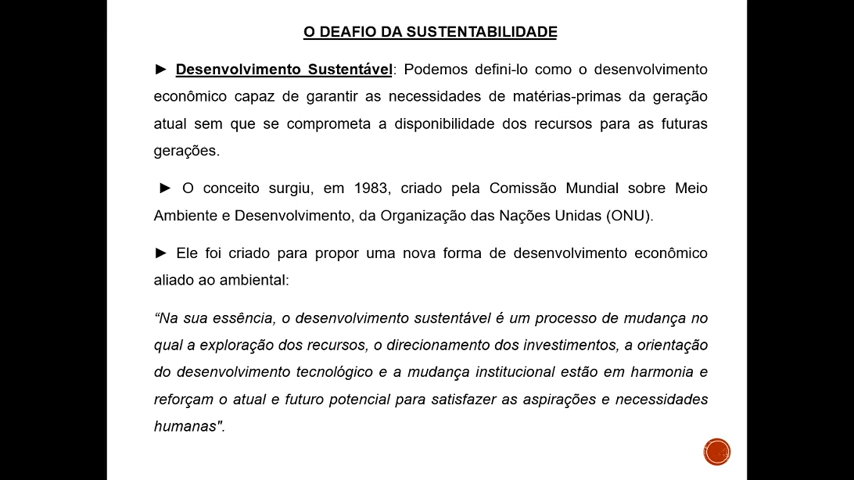 O DEAFIO DA SUSTENTABILIDADE
► Desenvolvimento Sustentável: Podemos defini-lo como o desenvolvimento
econômico capaz de garantir as necessidades de matérias-primas da geração
atual sem que se comprometa a disponibilidade dos recursos para as futuras
gerações.
► O conceito surgiu, em 1983, criado pela Comissão Mundial sobre Meio
Ambiente e Desenvolvimento, da Organização das Nações Unidas (ONU).
► Ele foi criado para propor uma nova forma de desenvolvimento econômico
aliado ao ambiental:
“Na sua essência, o desenvolvimento sustentável é um processo de mudança no
qual a exploração dos recursos, o direcionamento dos investimentos, a orientação
do desenvolvimento tecnológico e a mudança institucional estão em harmonia e
reforçam o atual e futuro potencial para satisfazer as aspirações e necessidades
humanas".